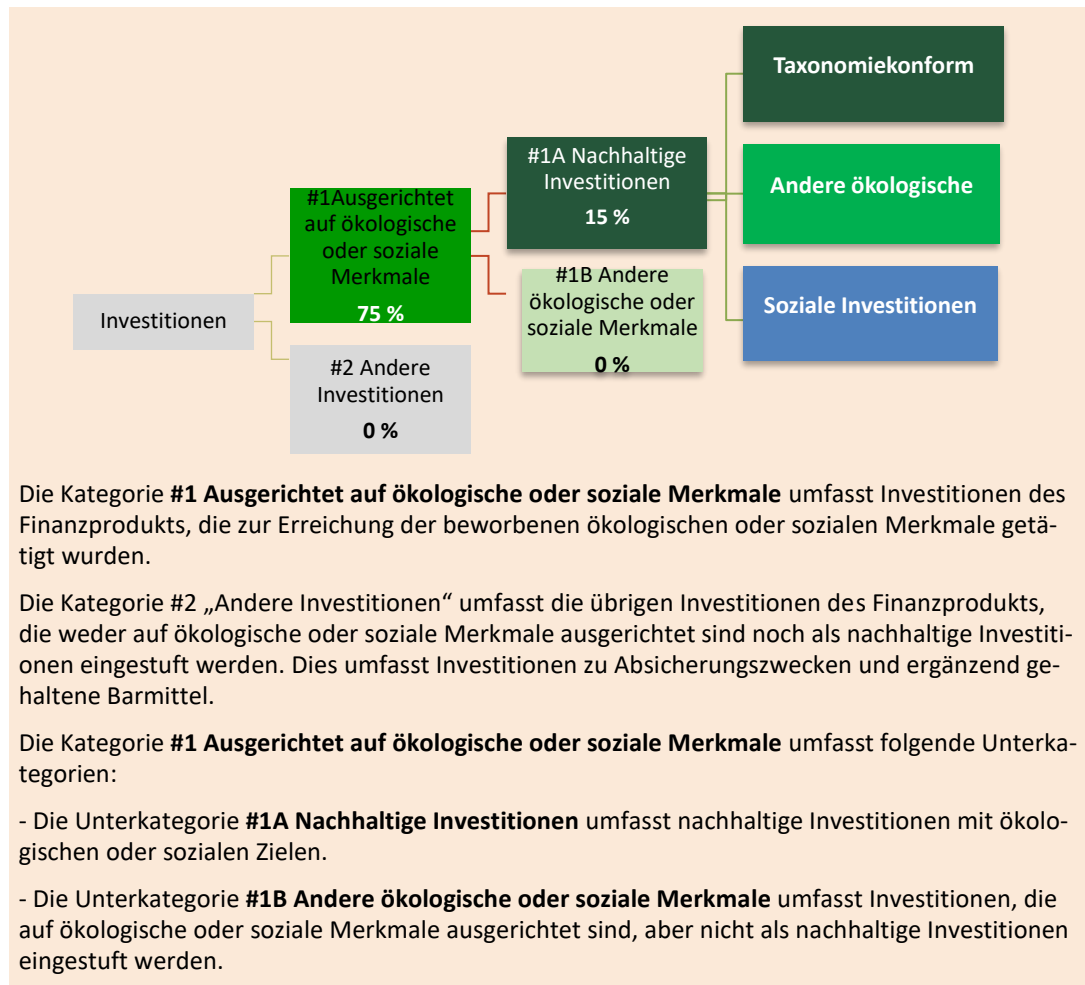 Taxonomiekonform
#1A Nachhaltige
Investitionen
15 %
Andere ökologische
#1Ausgerichtet
auf ökologische
oder soziale
Merkmale
75 %
#1B Andere
ökologische oder
soziale Merkmale
0 %
Soziale Investitionen
Investitionen
#2 Andere
Investitionen
0 %
Die Kategorie #1 Ausgerichtet auf ökologische oder soziale Merkmale umfasst Investitionen des
Finanzprodukts, die zur Erreichung der beworbenen ökologischen oder sozialen Merkmale getä-
tigt wurden.
Die Kategorie #2 „Andere Investitionen“ umfasst die übrigen Investitionen des Finanzprodukts,
die weder auf ökologische oder soziale Merkmale ausgerichtet sind noch als nachhaltige Investiti-
onen eingestuft werden. Dies umfasst Investitionen zu Absicherungszwecken und ergänzend ge-
haltene Barmittel.
Die Kategorie #1 Ausgerichtet auf ökologische oder soziale Merkmale umfasst folgende Unterka-
tegorien:
- Die Unterkategorie #1A Nachhaltige Investitionen umfasst nachhaltige Investitionen mit ökolo-
gischen oder sozialen Zielen.
- Die Unterkategorie #1B Andere ökologische oder soziale Merkmale umfasst Investitionen, die
auf ökologische oder soziale Merkmale ausgerichtet sind, aber nicht als nachhaltige Investitionen
eingestuft werden.